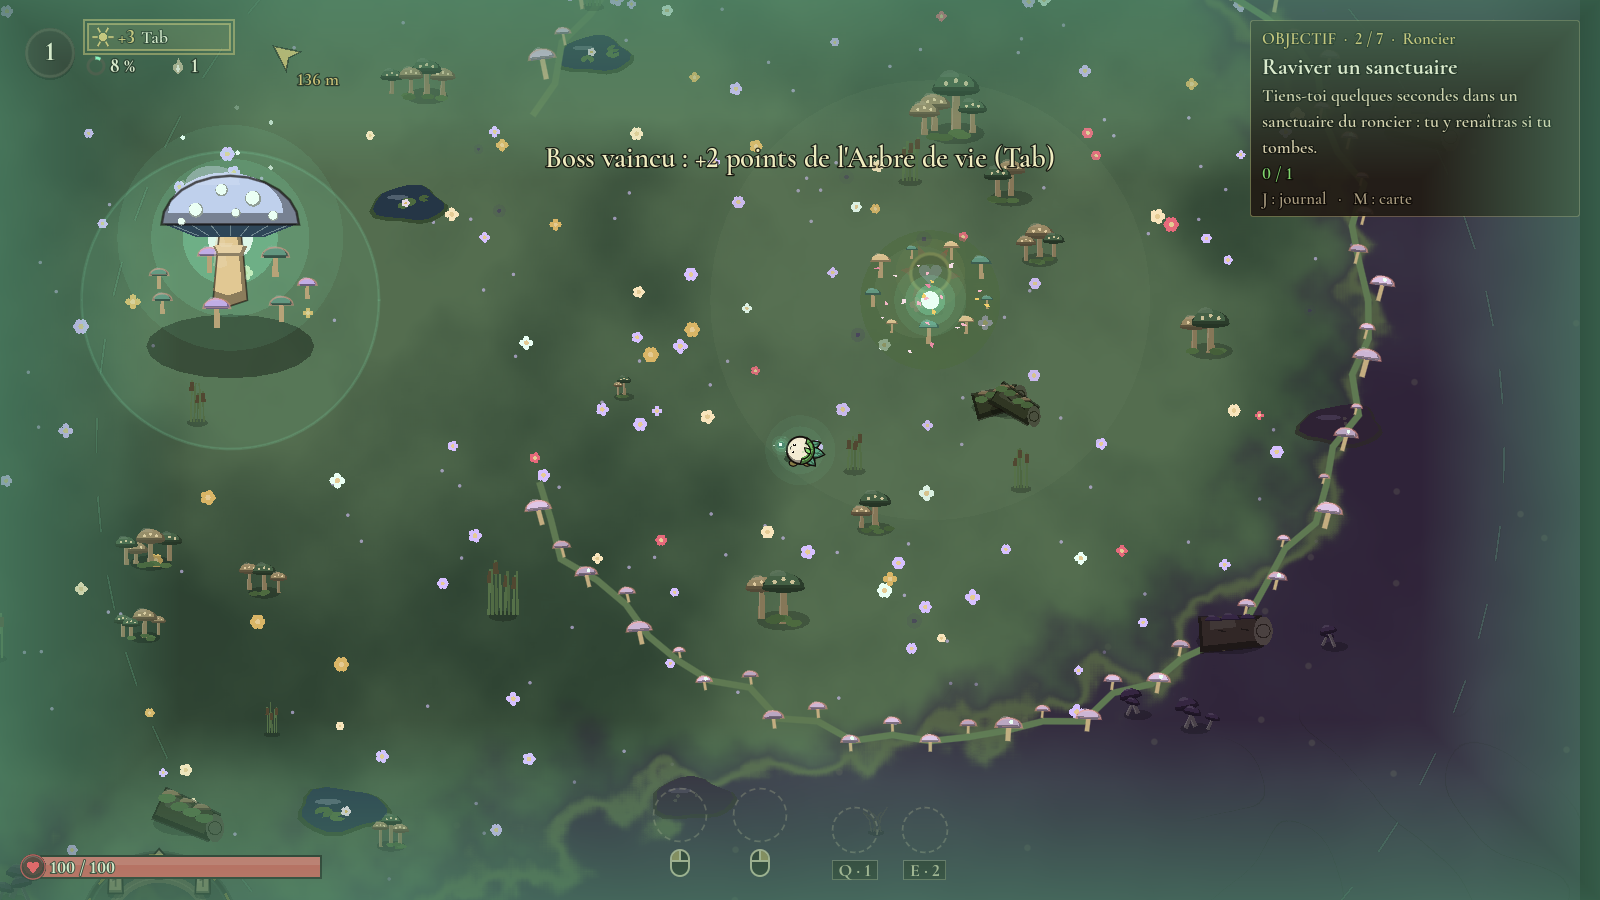 1
+3 Tab
8 %
1
136 m
OBJECTIF · 2 / 7 · Roncier
Raviver un sanctuaire
Tiens-toi quelques secondes dans un
sanctuaire du roncier : tu y renaîtras si tu
tombes.
0 / 1
J : journal · M : carte
Boss vaincu : +2 points de l'Arbre de vie (Tab)
100 / 100
Q · 1
E · 2